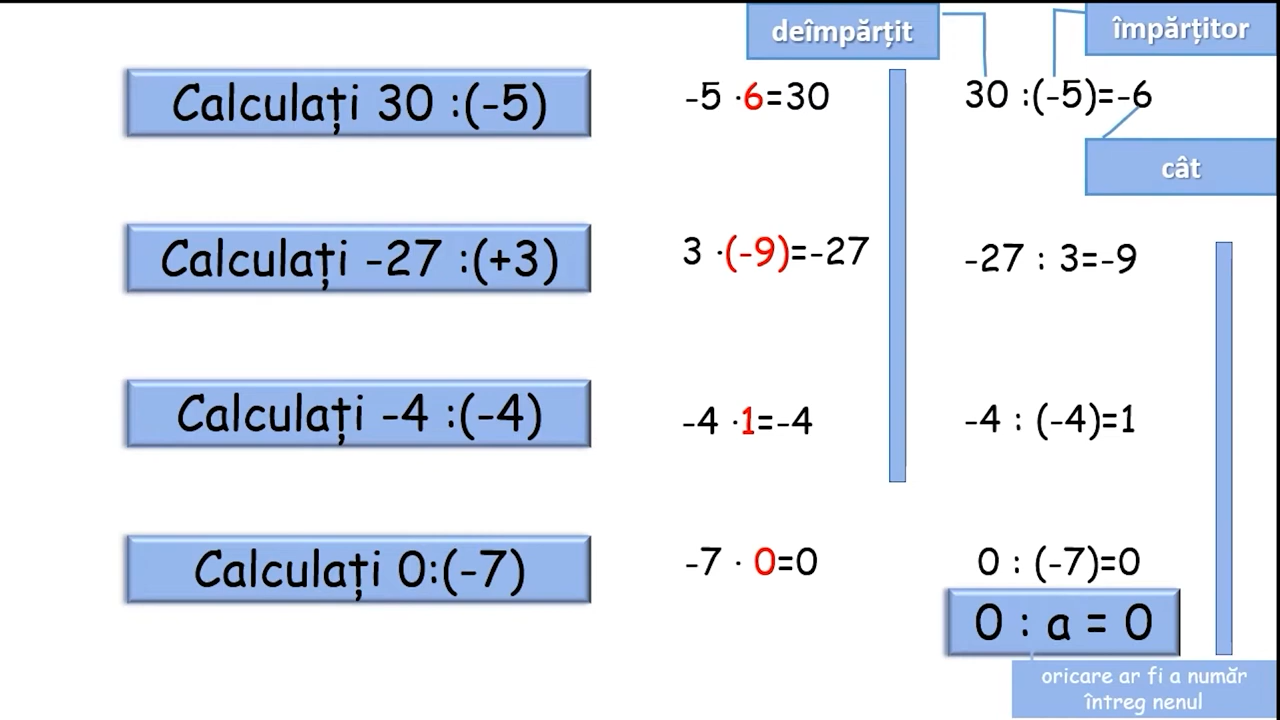 deîmpărțit
împărțitor
Calculați 30 :(-5)
-5 ·6=30
30 :(-5)=-6
cât
Calculați -27 :(+3)
3 ·(-9)=-27
-27 : 3=-9
Calculați -4 :(-4)
-4 ·1=-4
-4 : (-4)=1
Calculați 0:(-7)
-7 · 0=0
0 : (-7)=0
0 : a = 0
oricare ar fi a număr
întreg nenul